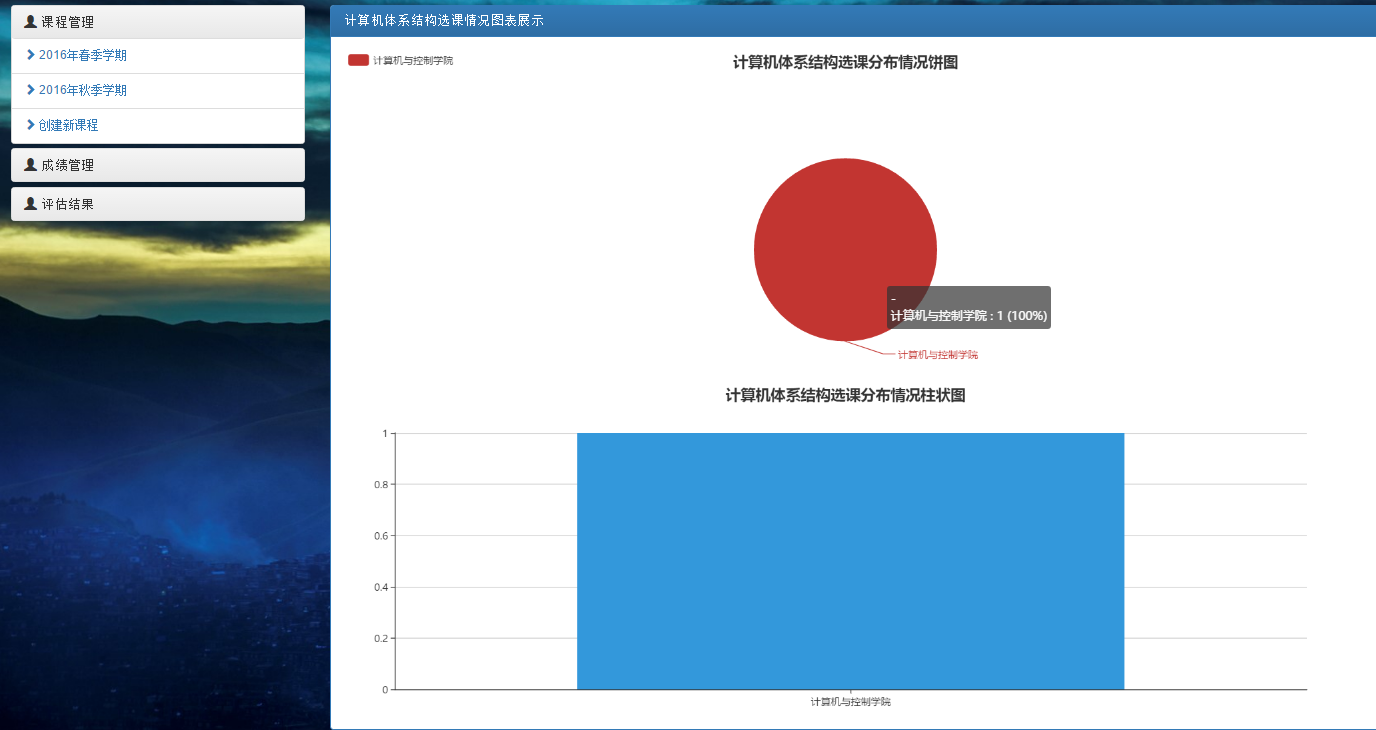 课程管理
2016年春季学期
2016年秋季学期
创建新课程
成绩管理
评估结果
计算机体系结构选课情况图表展示
计算机与控制学院
计算机体系结构选课分布情况饼图
-
计算机与控制学院 : 1 (100%)
计算机与控制学院
计算机体系结构选课分布情况柱状图
1
0.8
0.6
0.4
0.2
0
计算机与控制学院